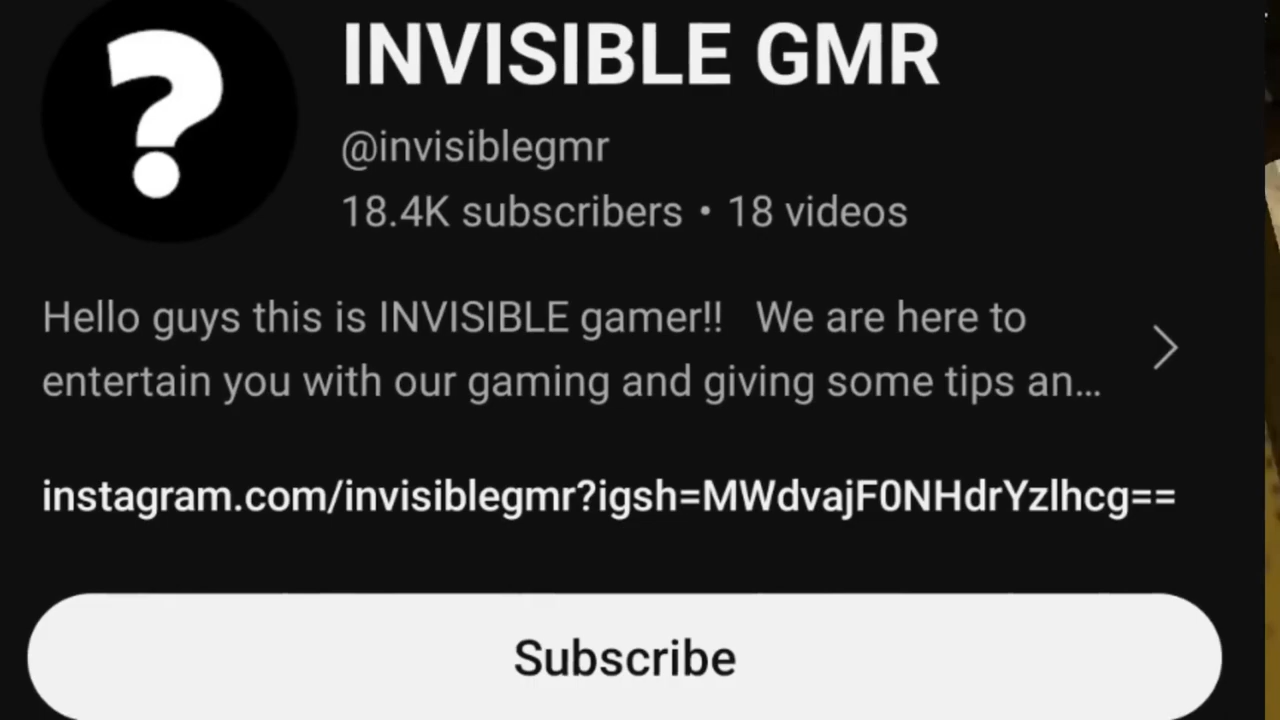 ?
INVISIBLE GMR
@invisiblegmr
18.4K subscribers • 18 videos
Hello guys this is INVISIBLE gamer!! We are here to
entertain you with our gaming and giving some tips an...
instagram.com/invisiblegmr?igsh=MWdvajF0NHdrYzlhcg==
Subscribe